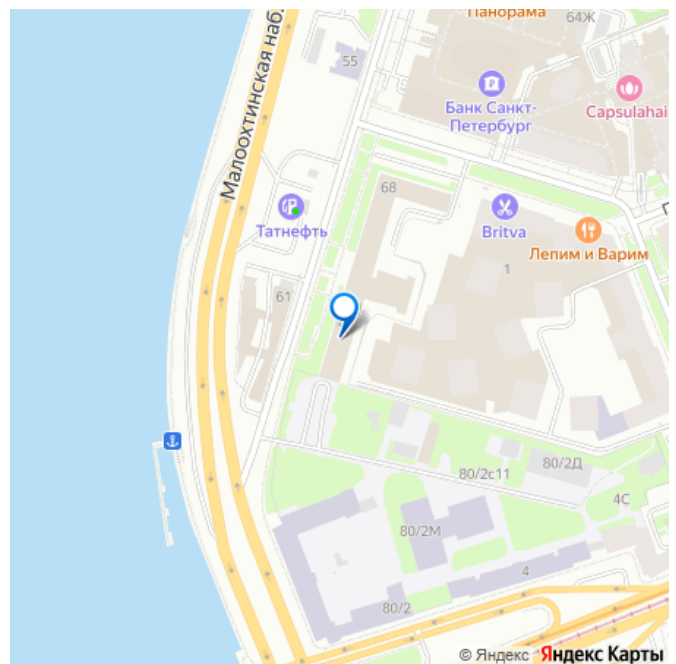 Панорама
64Ж
Малоохтинская наб.
55
Банк Санкт-
Петербург
Capsulahai
68
Татнефть
Britva
Лепим и Варим
1
61
80/2с11
80/2Д
4С
80/2М
4
80/2
© Яндекс Яндекс Карты